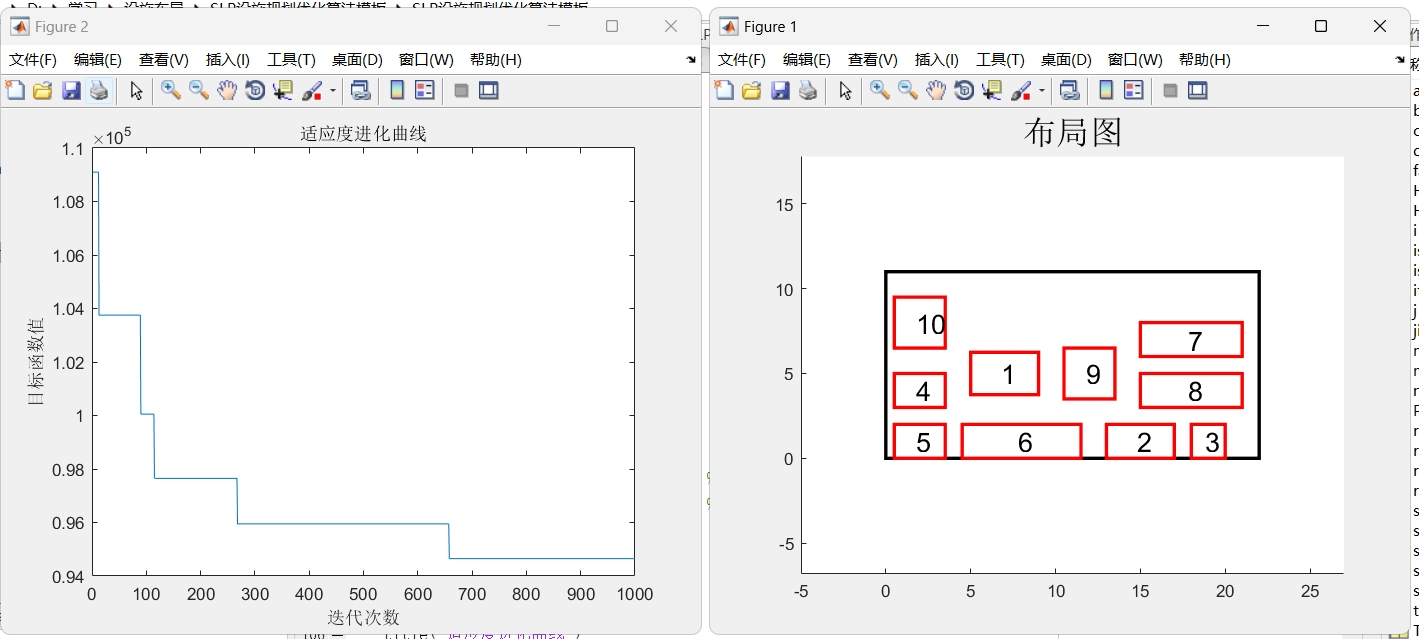 Figure 2
文件(F) 编辑(E) 查看(V) 插入(I) 工具(T) 桌面(D) 窗口(W) 帮助(H)
×10^5
适应度进化曲线
1.1
1.08
1.06
1.04
1.02
1
0.98
0.96
0.94
目标函数值
0 100 200 300 400 500 600 700 800 900 1000
迭代次数
Figure 1
文件(F) 编辑(E) 查看(V) 插入(I) 工具(T) 桌面(D) 窗口(W) 帮助(H)
布局图
15
10
5
0
-5
10
7
1
9
4
8
5
6
2
3
-5 0 5 10 15 20 25